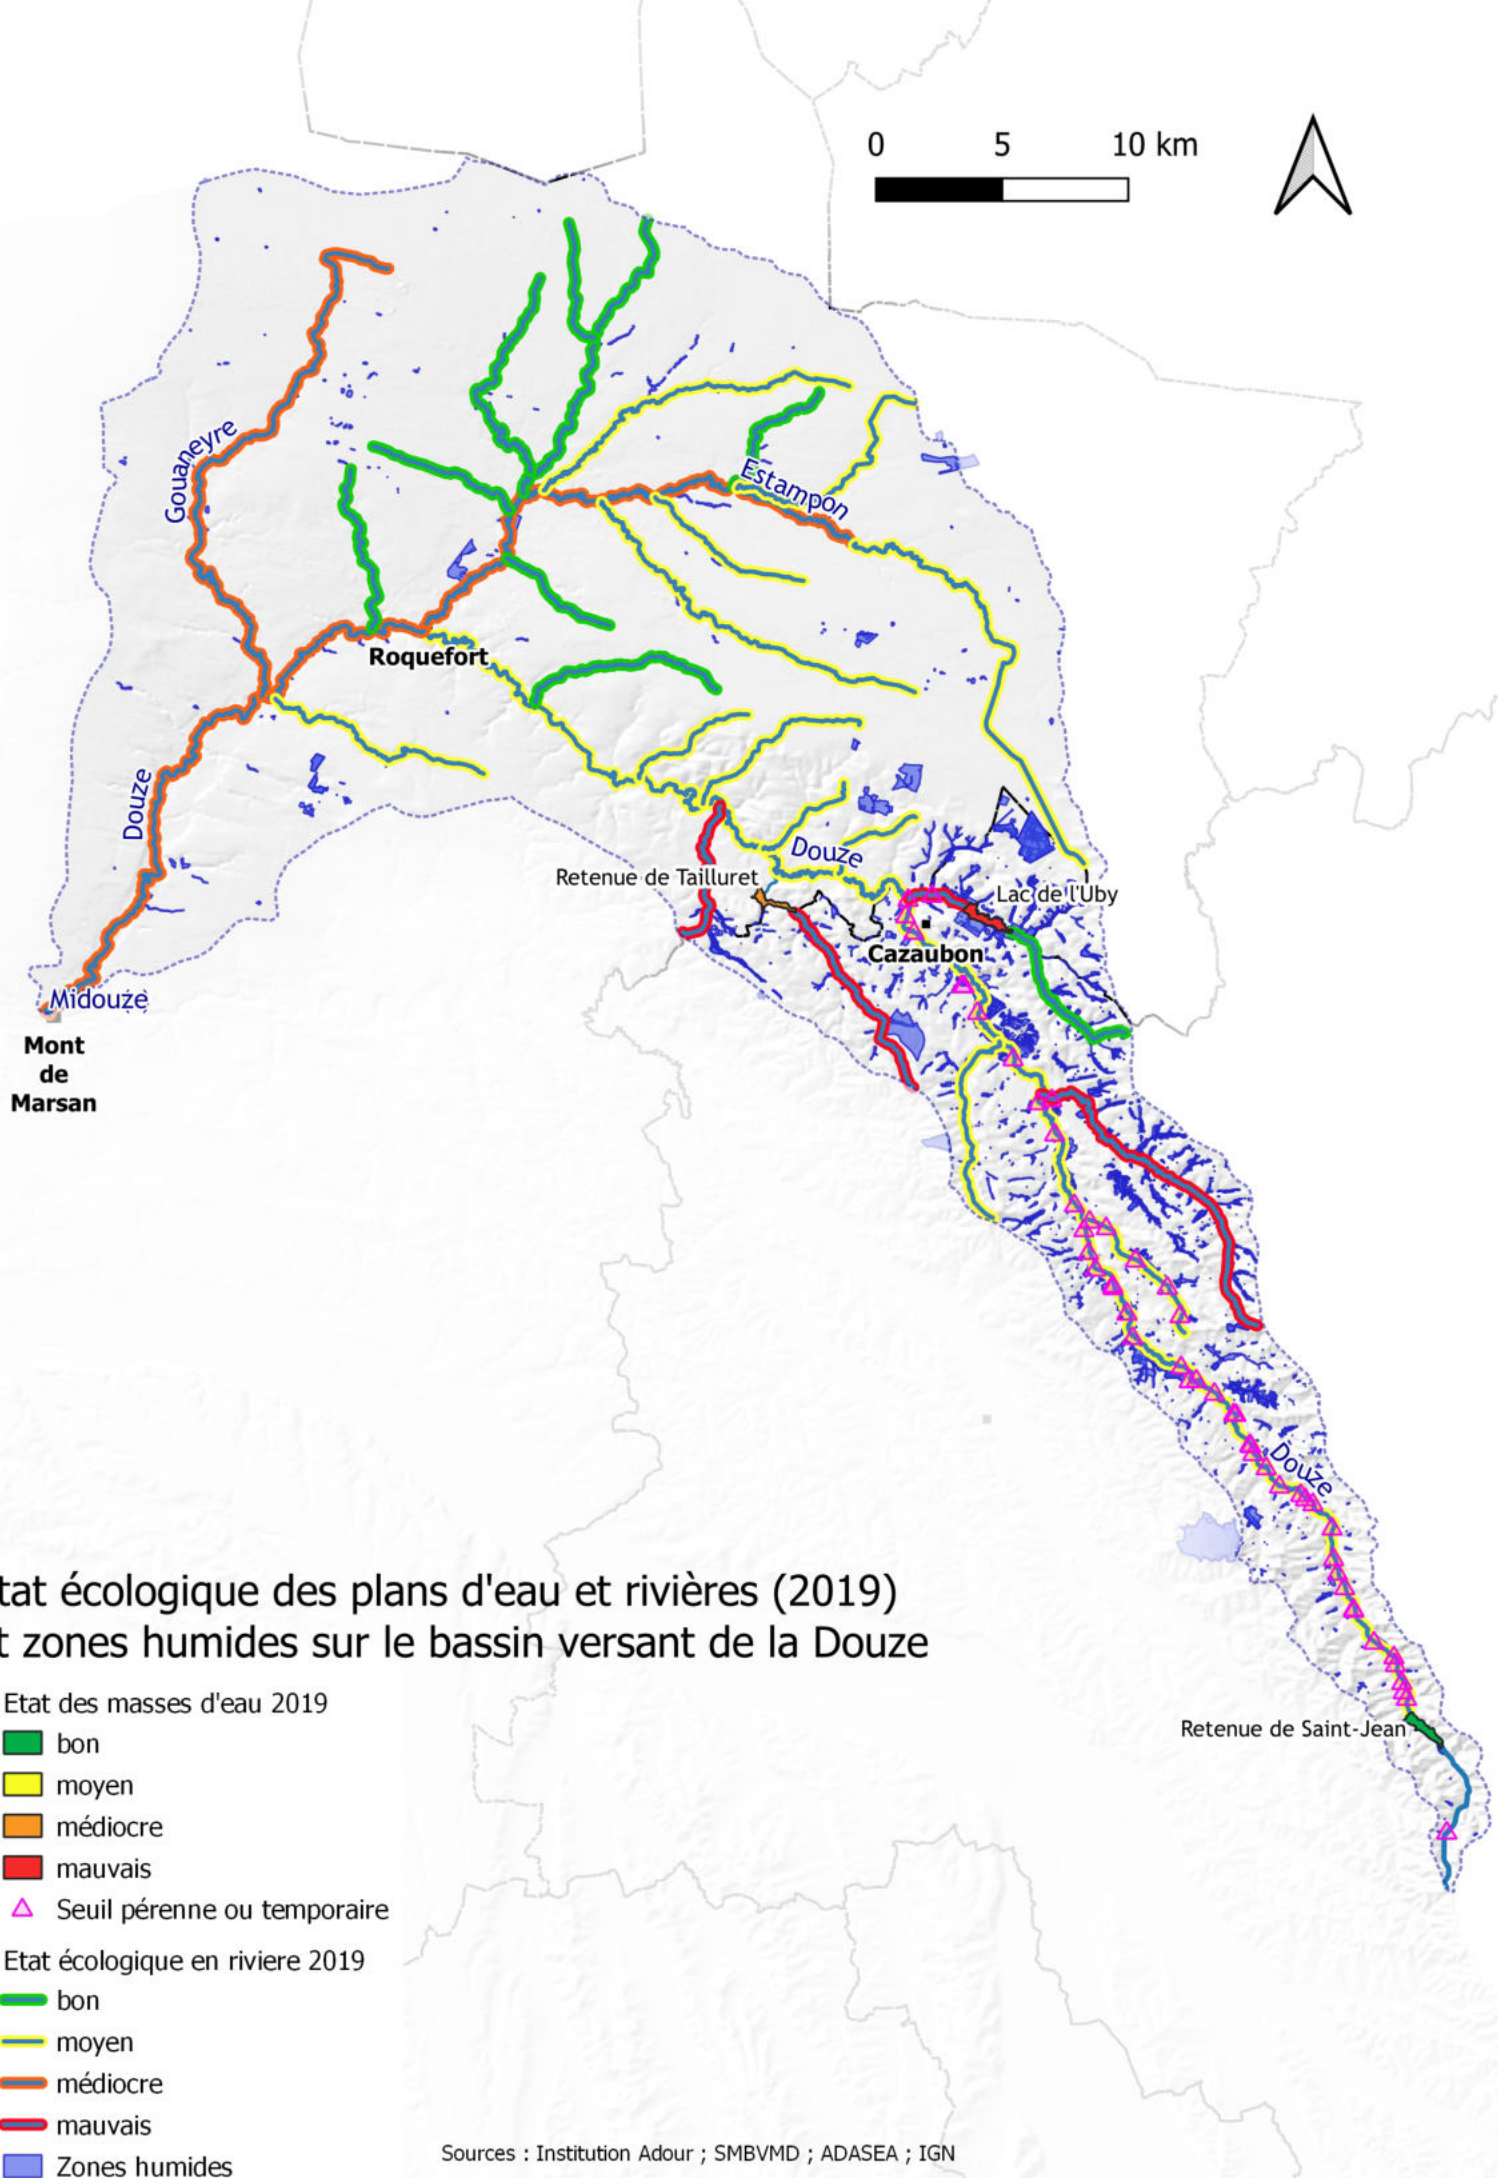 0 5 10 km
Gouaneyre
Estampon
Roquefort
Douze
Douze
Retenue de Tailluret
Lac de l'Uby
Cazaubon
Midouze
Mont
de
Marsan
Douze
tat écologique des plans d'eau et rivières (2019)
t zones humides sur le bassin versant de la Douze
Retenue de Saint-Jean
Etat des masses d'eau 2019
bon
moyen
médiocre
mauvais
Seuil pérenne ou temporaire
Etat écologique en riviere 2019
bon
moyen
médiocre
mauvais
Zones humides
Sources : Institution Adour ; SMBVMD ; ADASEA ; IGN